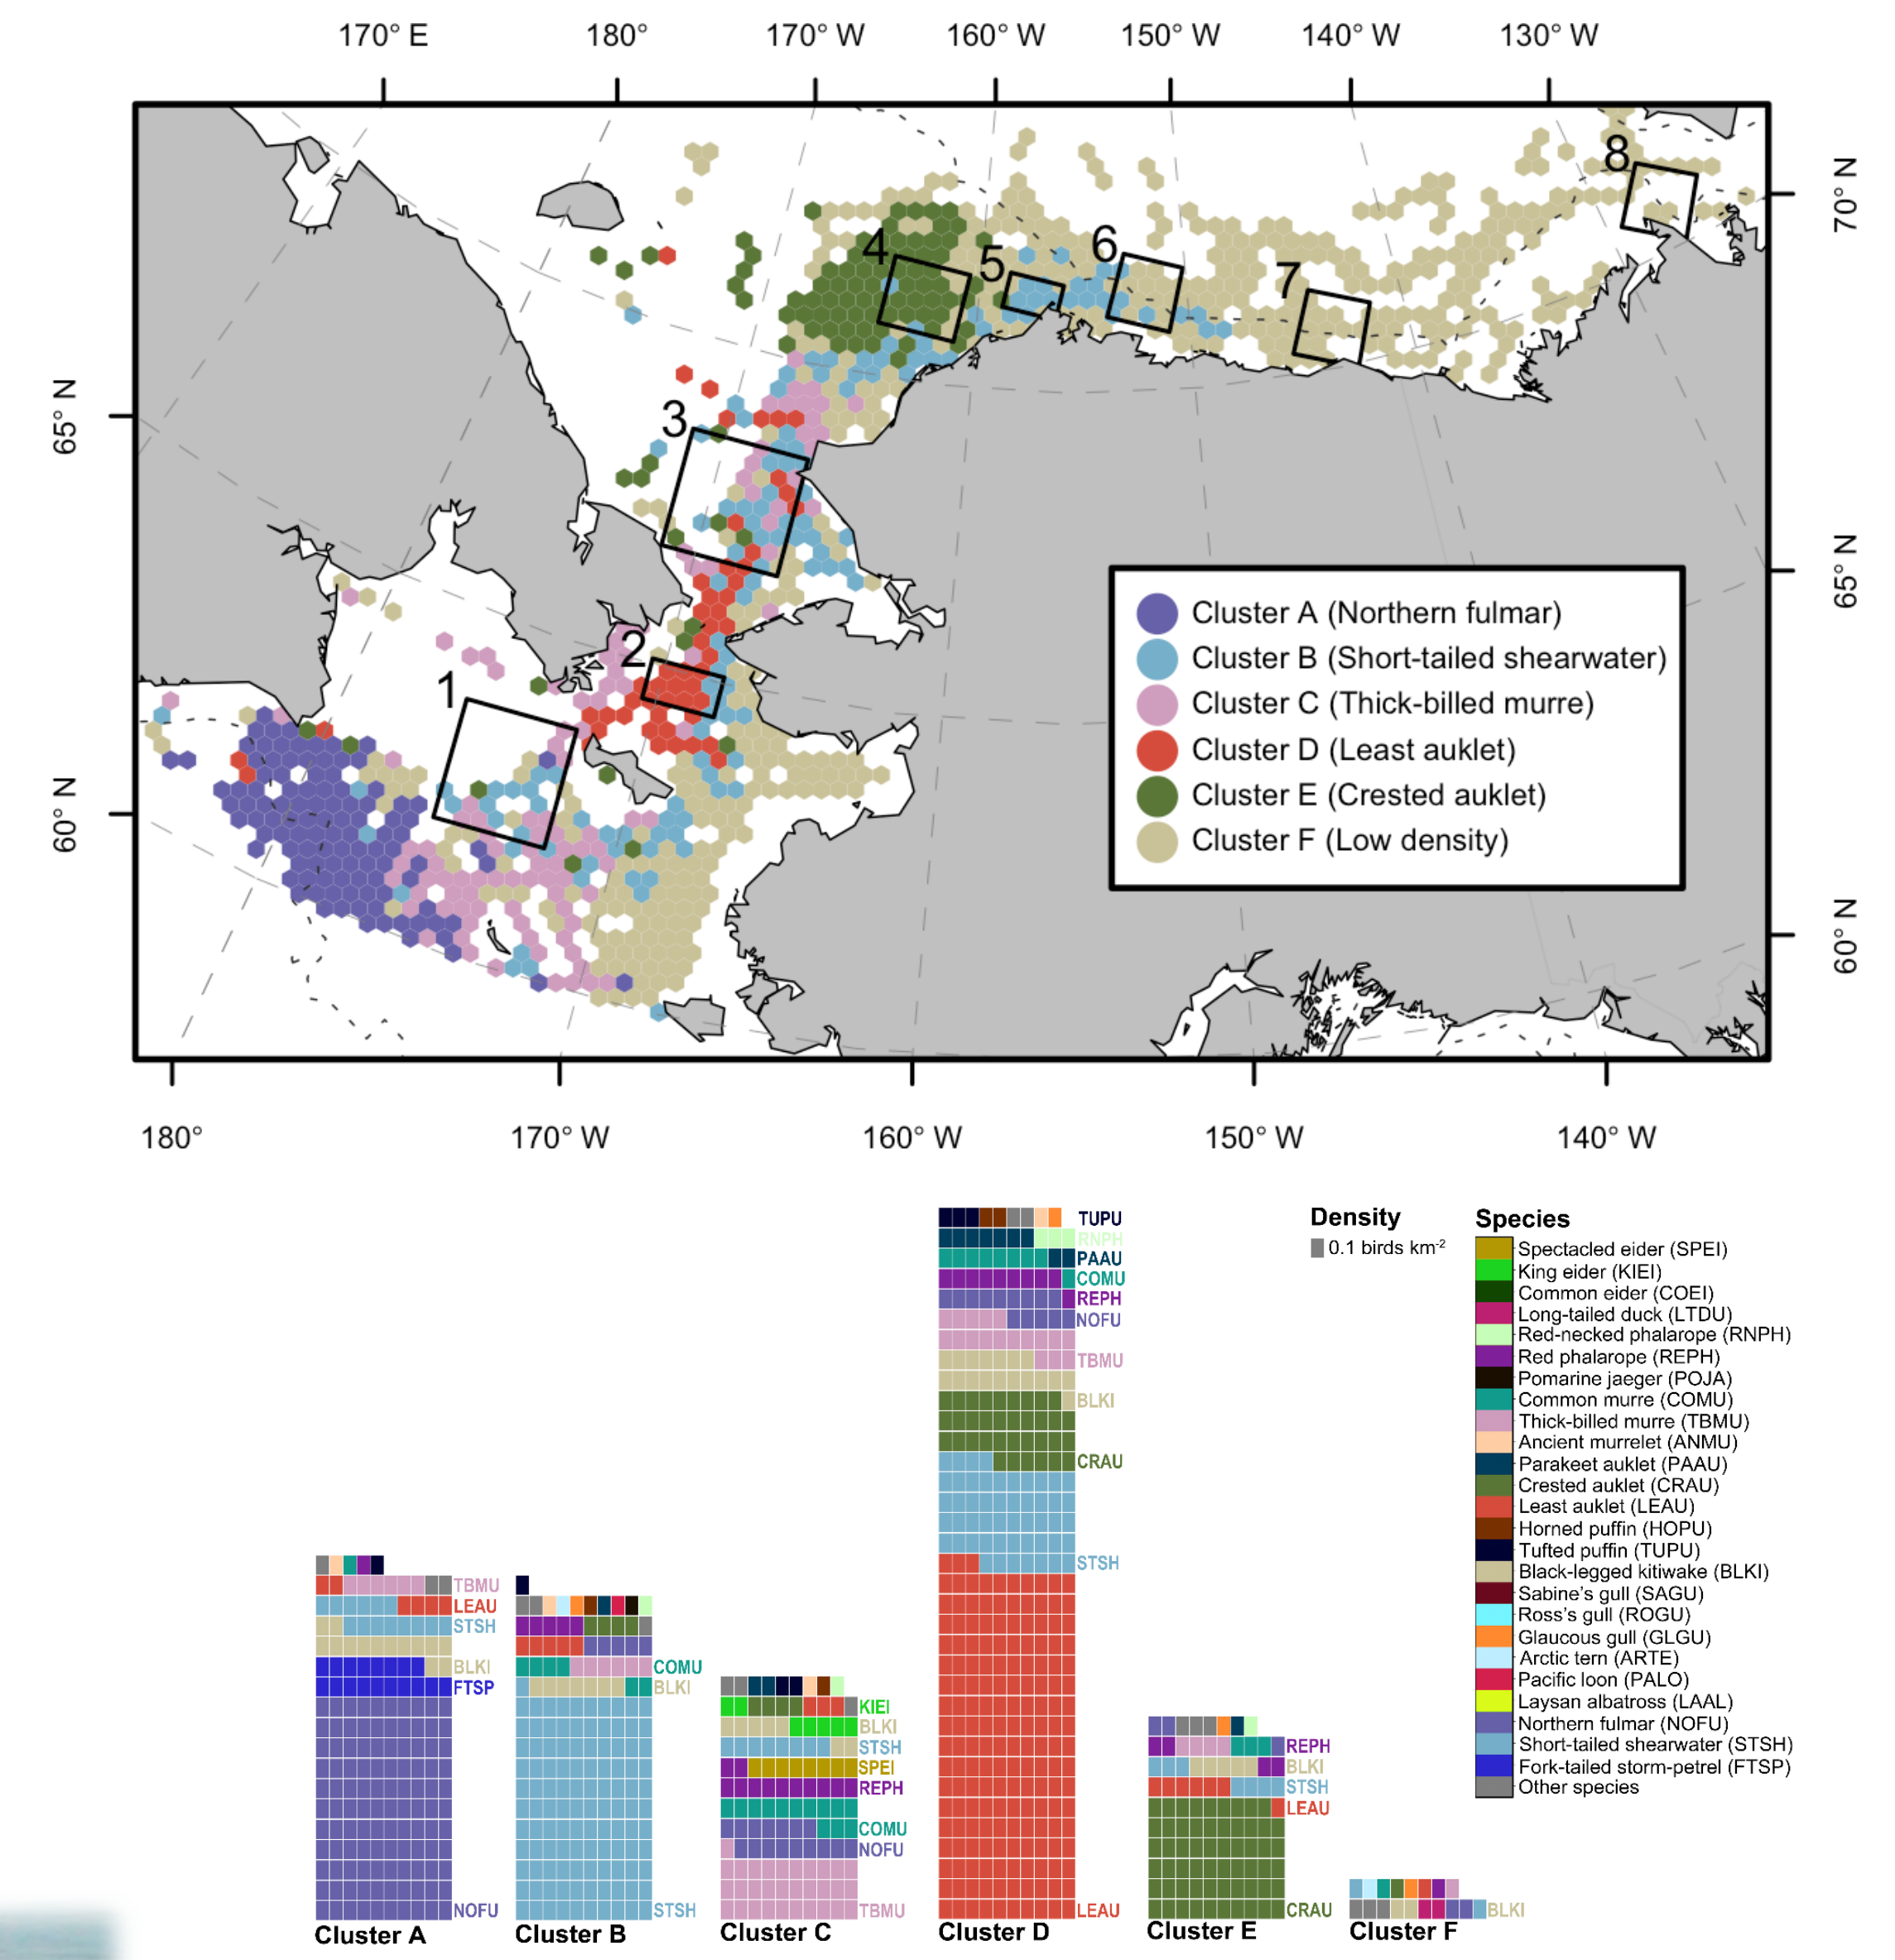 170° E 180° 170° W 160° W 150° W 140° W 130° W
70° N
65° N
65° N
60° N
60° N
8
4
5
6
7
3
2
1
Cluster A (Northern fulmar)
Cluster B (Short-tailed shearwater)
Cluster C (Thick-billed murre)
Cluster D (Least auklet)
Cluster E (Crested auklet)
Cluster F (Low density)
180° 170° W 160° W 150° W 140° W
TBMU
LEAU
STSH
BLKI
FTSP
NOFU
Cluster A
COMU
BLKI
STSH
Cluster B
KIEI
BLKI
STSH
SPEI
REPH
COMU
NOFU
TBMU
Cluster C
TUPU
RNPH
PAAU
COMU
REPH
NOFU
TBMU
BLKI
CRAU
STSH
LEAU
Cluster D
REPH
BLKI
STSH
LEAU
CRAU
Cluster E
BLKI
Cluster F
Density
0.1 birds km-2
Species
Spectacled eider (SPEI)
King eider (KIEI)
Common eider (COEI)
Long-tailed duck (LTDU)
Red-necked phalarope (RNPH)
Red phalarope (REPH)
Pomarine jaeger (POJA)
Common murre (COMU)
Thick-billed murre (TBMU)
Ancient murrelet (ANMU)
Parakeet auklet (PAAU)
Crested auklet (CRAU)
Least auklet (LEAU)
Horned puffin (HOPU)
Tufted puffin (TUPU)
Black-legged kitiwake (BLKI)
Sabine's gull (SAGU)
Ross's gull (ROGU)
Glaucous gull (GLGU)
Arctic tern (ARTE)
Pacific loon (PALO)
Laysan albatross (LAAL)
Northern fulmar (NOFU)
Short-tailed shearwater (STSH)
Fork-tailed storm-petrel (FTSP)
Other species